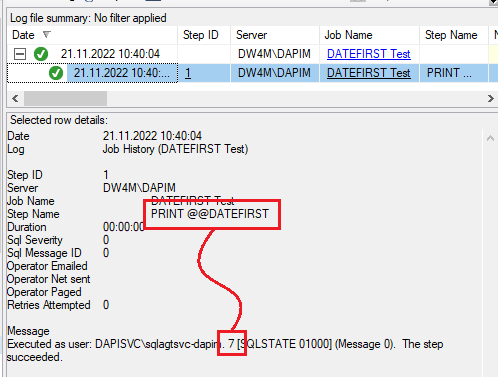 Log file summary: No filter applied
Date Step ID Server Job Name Step Name
21.11.2022 10:40:04 DW4M\DAPIM DATEFIRST Test
21.11.2022 10:40:... 1 DW4M\DAPIM DATEFIRST Test PRINT ...
Selected row details:
Date 21.11.2022 10:40:04
Log Job History (DATEFIRST Test)
Step ID 1
Server DW4M\DAPIM
Job Name DATEFIRST Test
Step Name PRINT @@DATEFIRST
Duration 00:00:00
Sql Severity 0
Sql Message ID 0
Operator Emailed
Operator Net sent
Operator Paged
Retries Attempted 0
Message
Executed as user: DAPISVC\sqlagtsvc-dapim. 7 [SQLSTATE 01000] (Message 0). The step
succeeded.